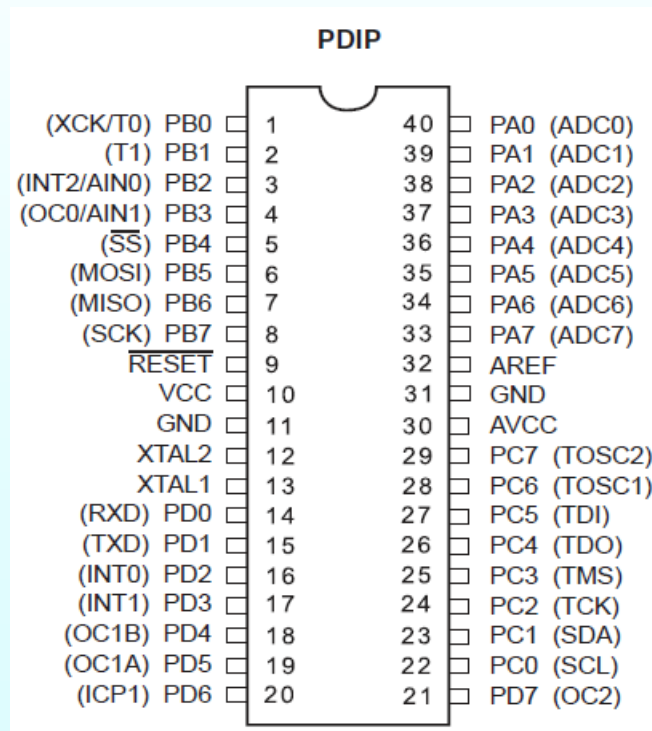 PDIP
(XCK/T0) PB0 1 40 PA0 (ADC0)
(T1) PB1 2 39 PA1 (ADC1)
(INT2/AIN0) PB2 3 38 PA2 (ADC2)
(OC0/AIN1) PB3 4 37 PA3 (ADC3)
(S̅S̅) PB4 5 36 PA4 (ADC4)
(MOSI) PB5 6 35 PA5 (ADC5)
(MISO) PB6 7 34 PA6 (ADC6)
(SCK) PB7 8 33 PA7 (ADC7)
R̅E̅S̅E̅T̅ 9 32 AREF
VCC 10 31 GND
GND 11 30 AVCC
XTAL2 12 29 PC7 (TOSC2)
XTAL1 13 28 PC6 (TOSC1)
(RXD) PD0 14 27 PC5 (TDI)
(TXD) PD1 15 26 PC4 (TDO)
(INT0) PD2 16 25 PC3 (TMS)
(INT1) PD3 17 24 PC2 (TCK)
(OC1B) PD4 18 23 PC1 (SDA)
(OC1A) PD5 19 22 PC0 (SCL)
(ICP1) PD6 20 21 PD7 (OC2)